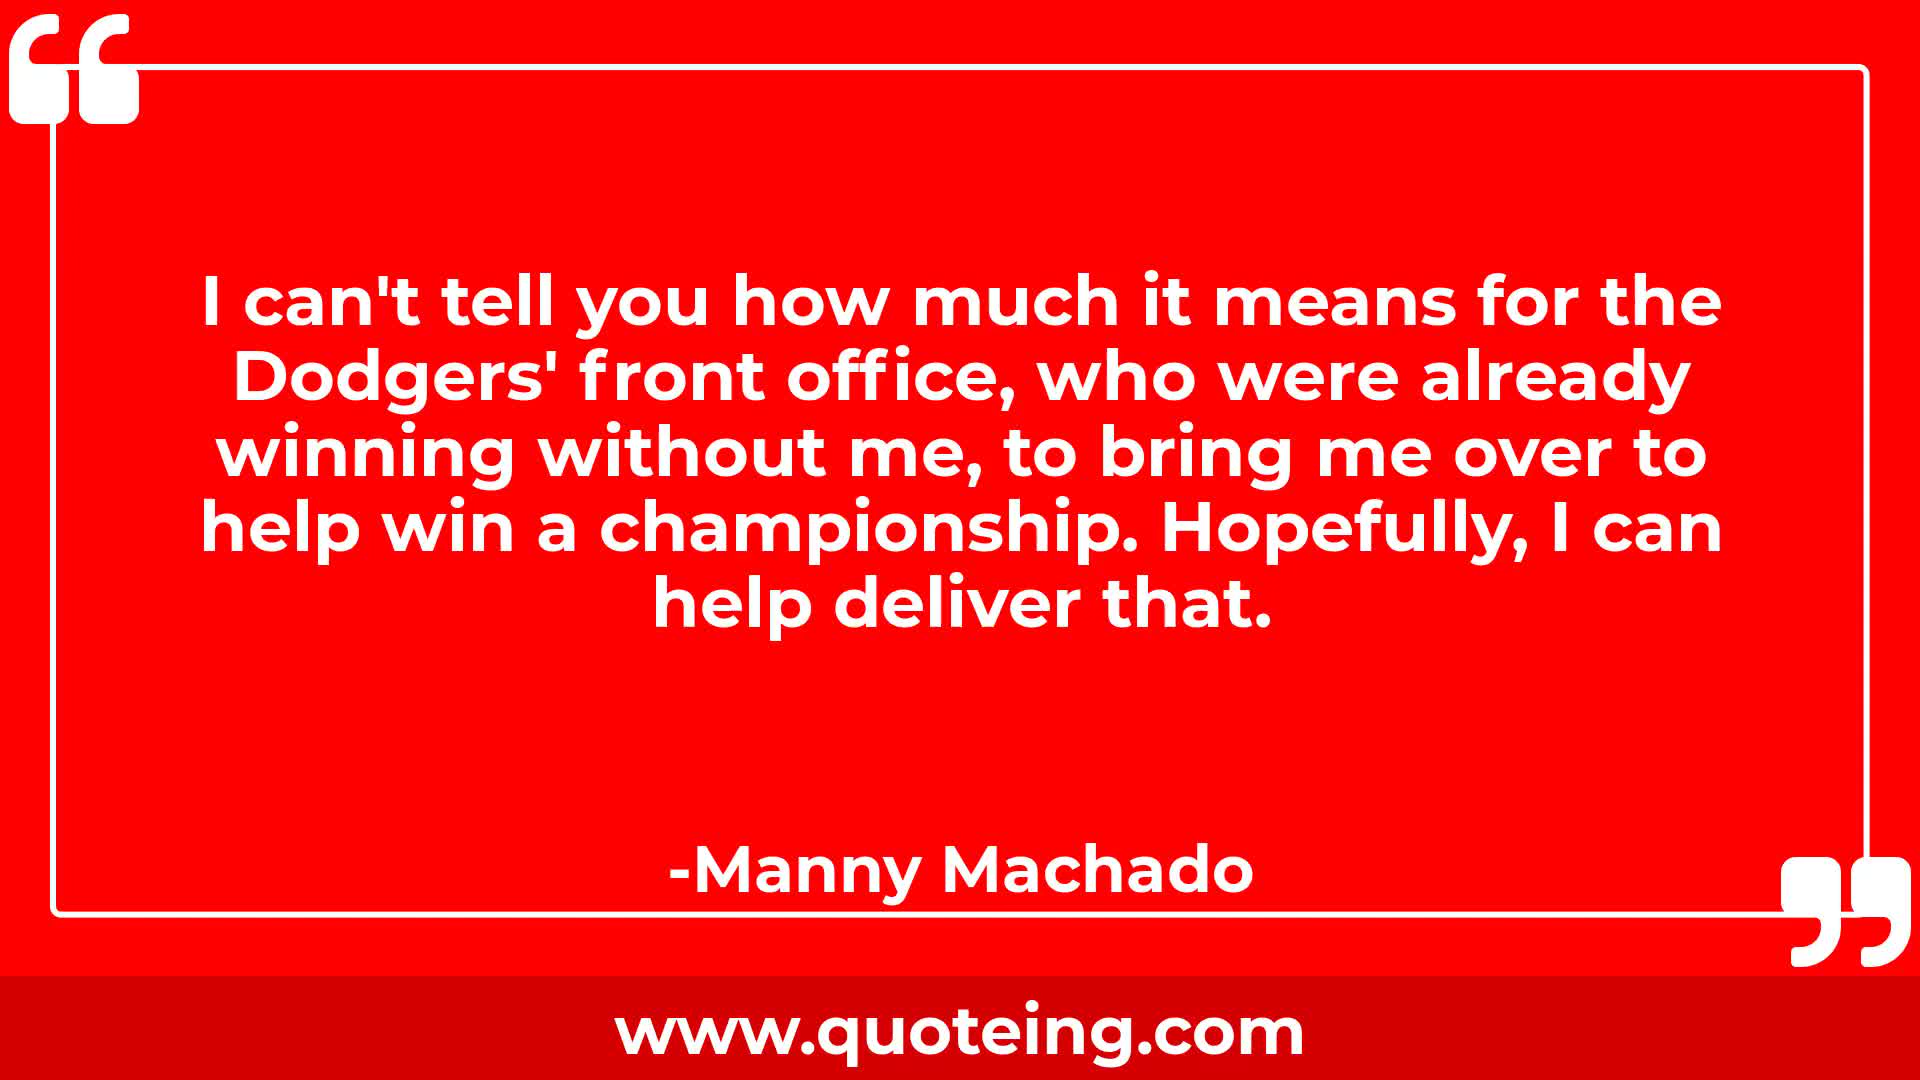 I can't tell you how much it means for the
Dodgers' front office, who were already
winning without me, to bring me over to
help win a championship. Hopefully, I can
help deliver that.
-Manny Machado
www.quoteing.com